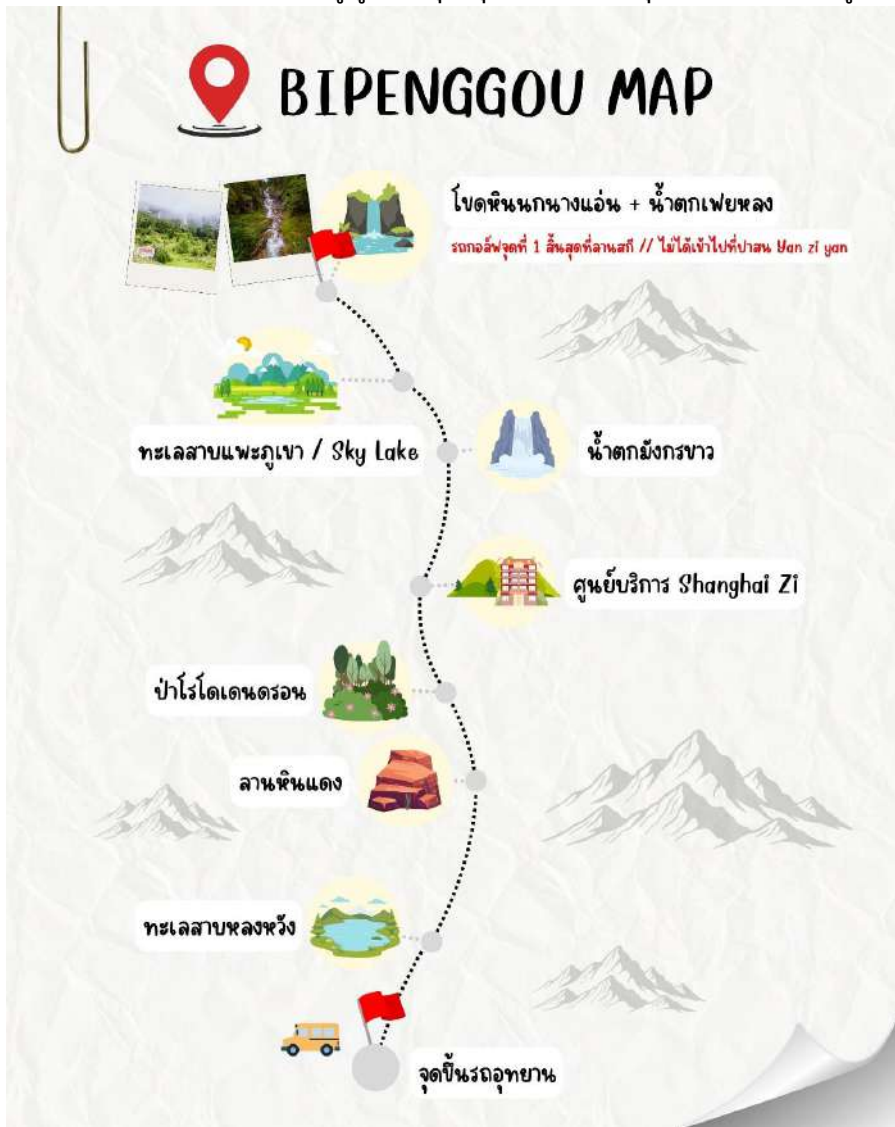 BIPENGGOU MAP
โขดหินนกนางแอ่น + น้ำตกเฟยหลง
รถกอล์ฟจุดที่ 1 สิ้นสุดที่ลานสกี // ไม่ได้เข้าไปที่ปาสน Yan zi yan
ทะเลสาบแพะภูเขา / Sky Lake
น้ำตกมังกรขาว
ศูนย์บริการ Shanghai Zi
ป่าโรโดเดนดรอน
ลานหินแดง
ทะเลสาบหลงหวัง
จุดขึ้นรถอุทยาน